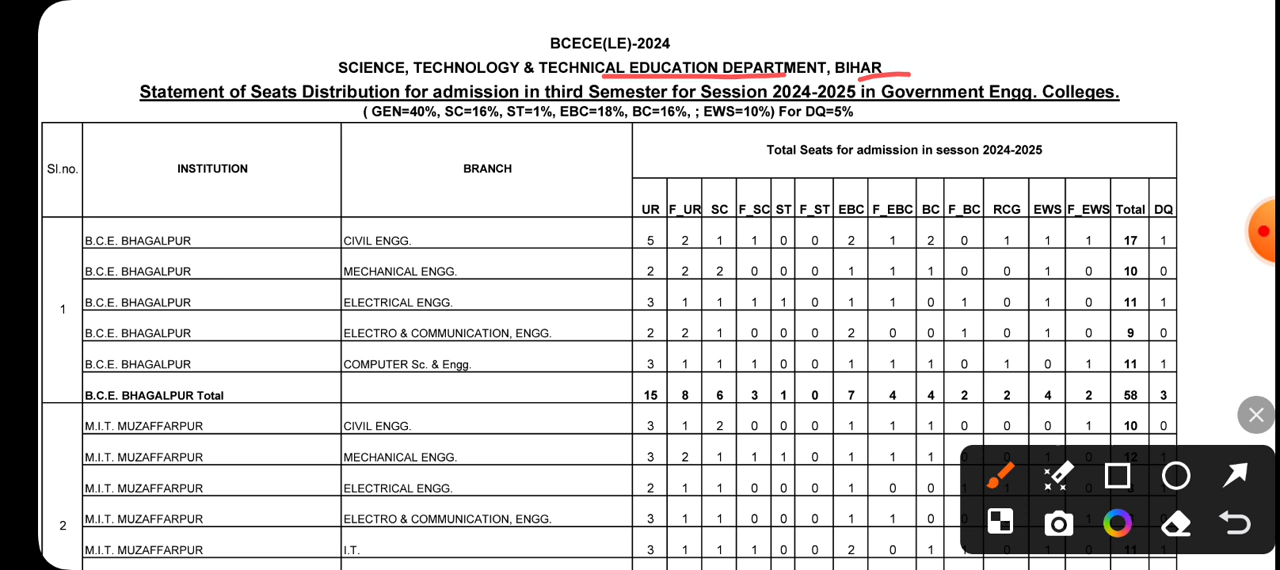 BCECE(LE)-2024
SCIENCE, TECHNOLOGY & TECHNICAL EDUCATION DEPARTMENT, BIHAR
Statement of Seats Distribution for admission in third Semester for Session 2024-2025 in Government Engg. Colleges.
( GEN=40%, SC=16%, ST=1%, EBC=18%, BC=16%, ; EWS=10%) For DQ=5%
Sl.no. INSTITUTION BRANCH Total Seats for admission in sesson 2024-2025
UR F_UR SC F_SC ST F_ST EBC F_EBC BC F_BC RCG EWS F_EWS Total DQ
1
B.C.E. BHAGALPUR CIVIL ENGG. 5 2 1 1 0 0 2 1 2 0 1 1 1 17 1
B.C.E. BHAGALPUR MECHANICAL ENGG. 2 2 2 0 0 0 1 1 1 0 0 1 0 10 0
B.C.E. BHAGALPUR ELECTRICAL ENGG. 3 1 1 1 1 0 1 1 0 1 0 1 0 11 1
B.C.E. BHAGALPUR ELECTRO & COMMUNICATION, ENGG. 2 2 1 0 0 0 2 0 0 1 0 1 0 9 0
B.C.E. BHAGALPUR COMPUTER Sc. & Engg. 3 1 1 1 0 0 1 1 1 0 1 0 1 11 1
B.C.E. BHAGALPUR Total 15 8 6 3 1 0 7 4 4 2 2 4 2 58 3
2
M.I.T. MUZAFFARPUR CIVIL ENGG. 3 1 2 0 0 0 1 1 1 0 0 0 1 10 0
M.I.T. MUZAFFARPUR MECHANICAL ENGG. 3 2 1 1 1 0 1 1 1 0 0 1 0 12 1
M.I.T. MUZAFFARPUR ELECTRICAL ENGG. 2 1 1 0 0 0 1 0 0 1 1
M.I.T. MUZAFFARPUR ELECTRO & COMMUNICATION, ENGG. 3 1 1 0 0 0 1 1 0
M.I.T. MUZAFFARPUR I.T. 3 1 1 1 0 0 2 0 1 11 1